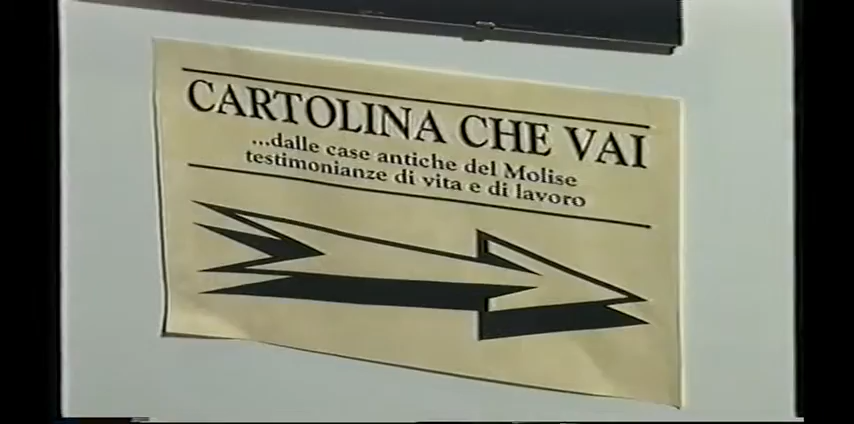 CARTOLINA CHE VAI
...dalle case antiche del Molise
testimonianze di vita e di lavoro